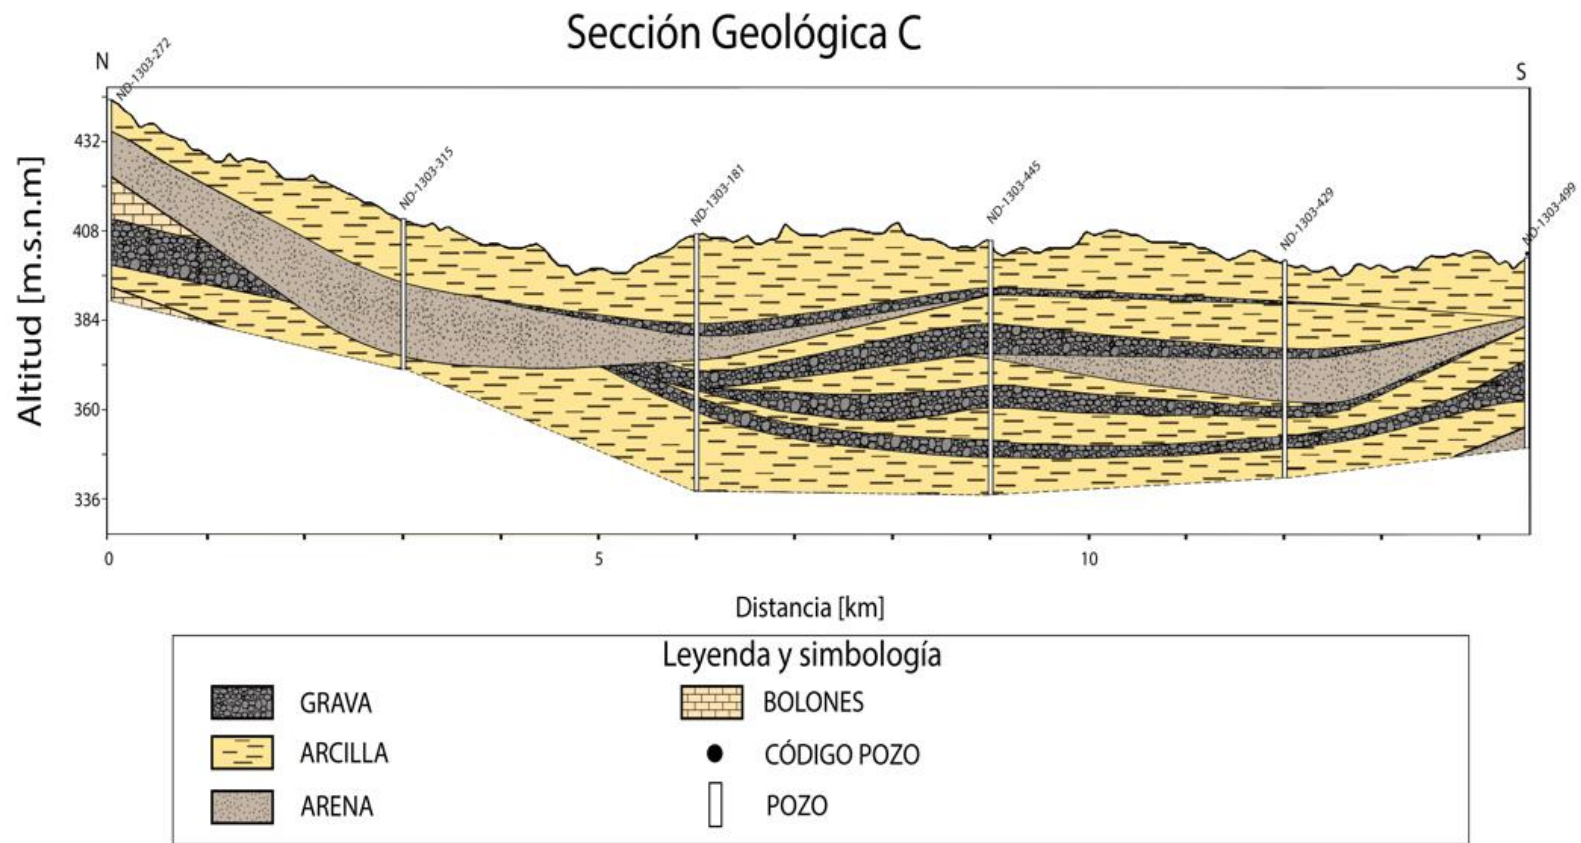 Sección Geológica C
N
S
ND-1303-272
ND-1303-315
ND-1303-181
ND-1303-445
ND-1303-429
ND-1303-499
Altitud [m.s.n.m]
432
408
384
360
336
0
5
10
Distancia [km]
Leyenda y simbología
GRAVA
BOLONES
ARCILLA
CÓDIGO POZO
ARENA
POZO